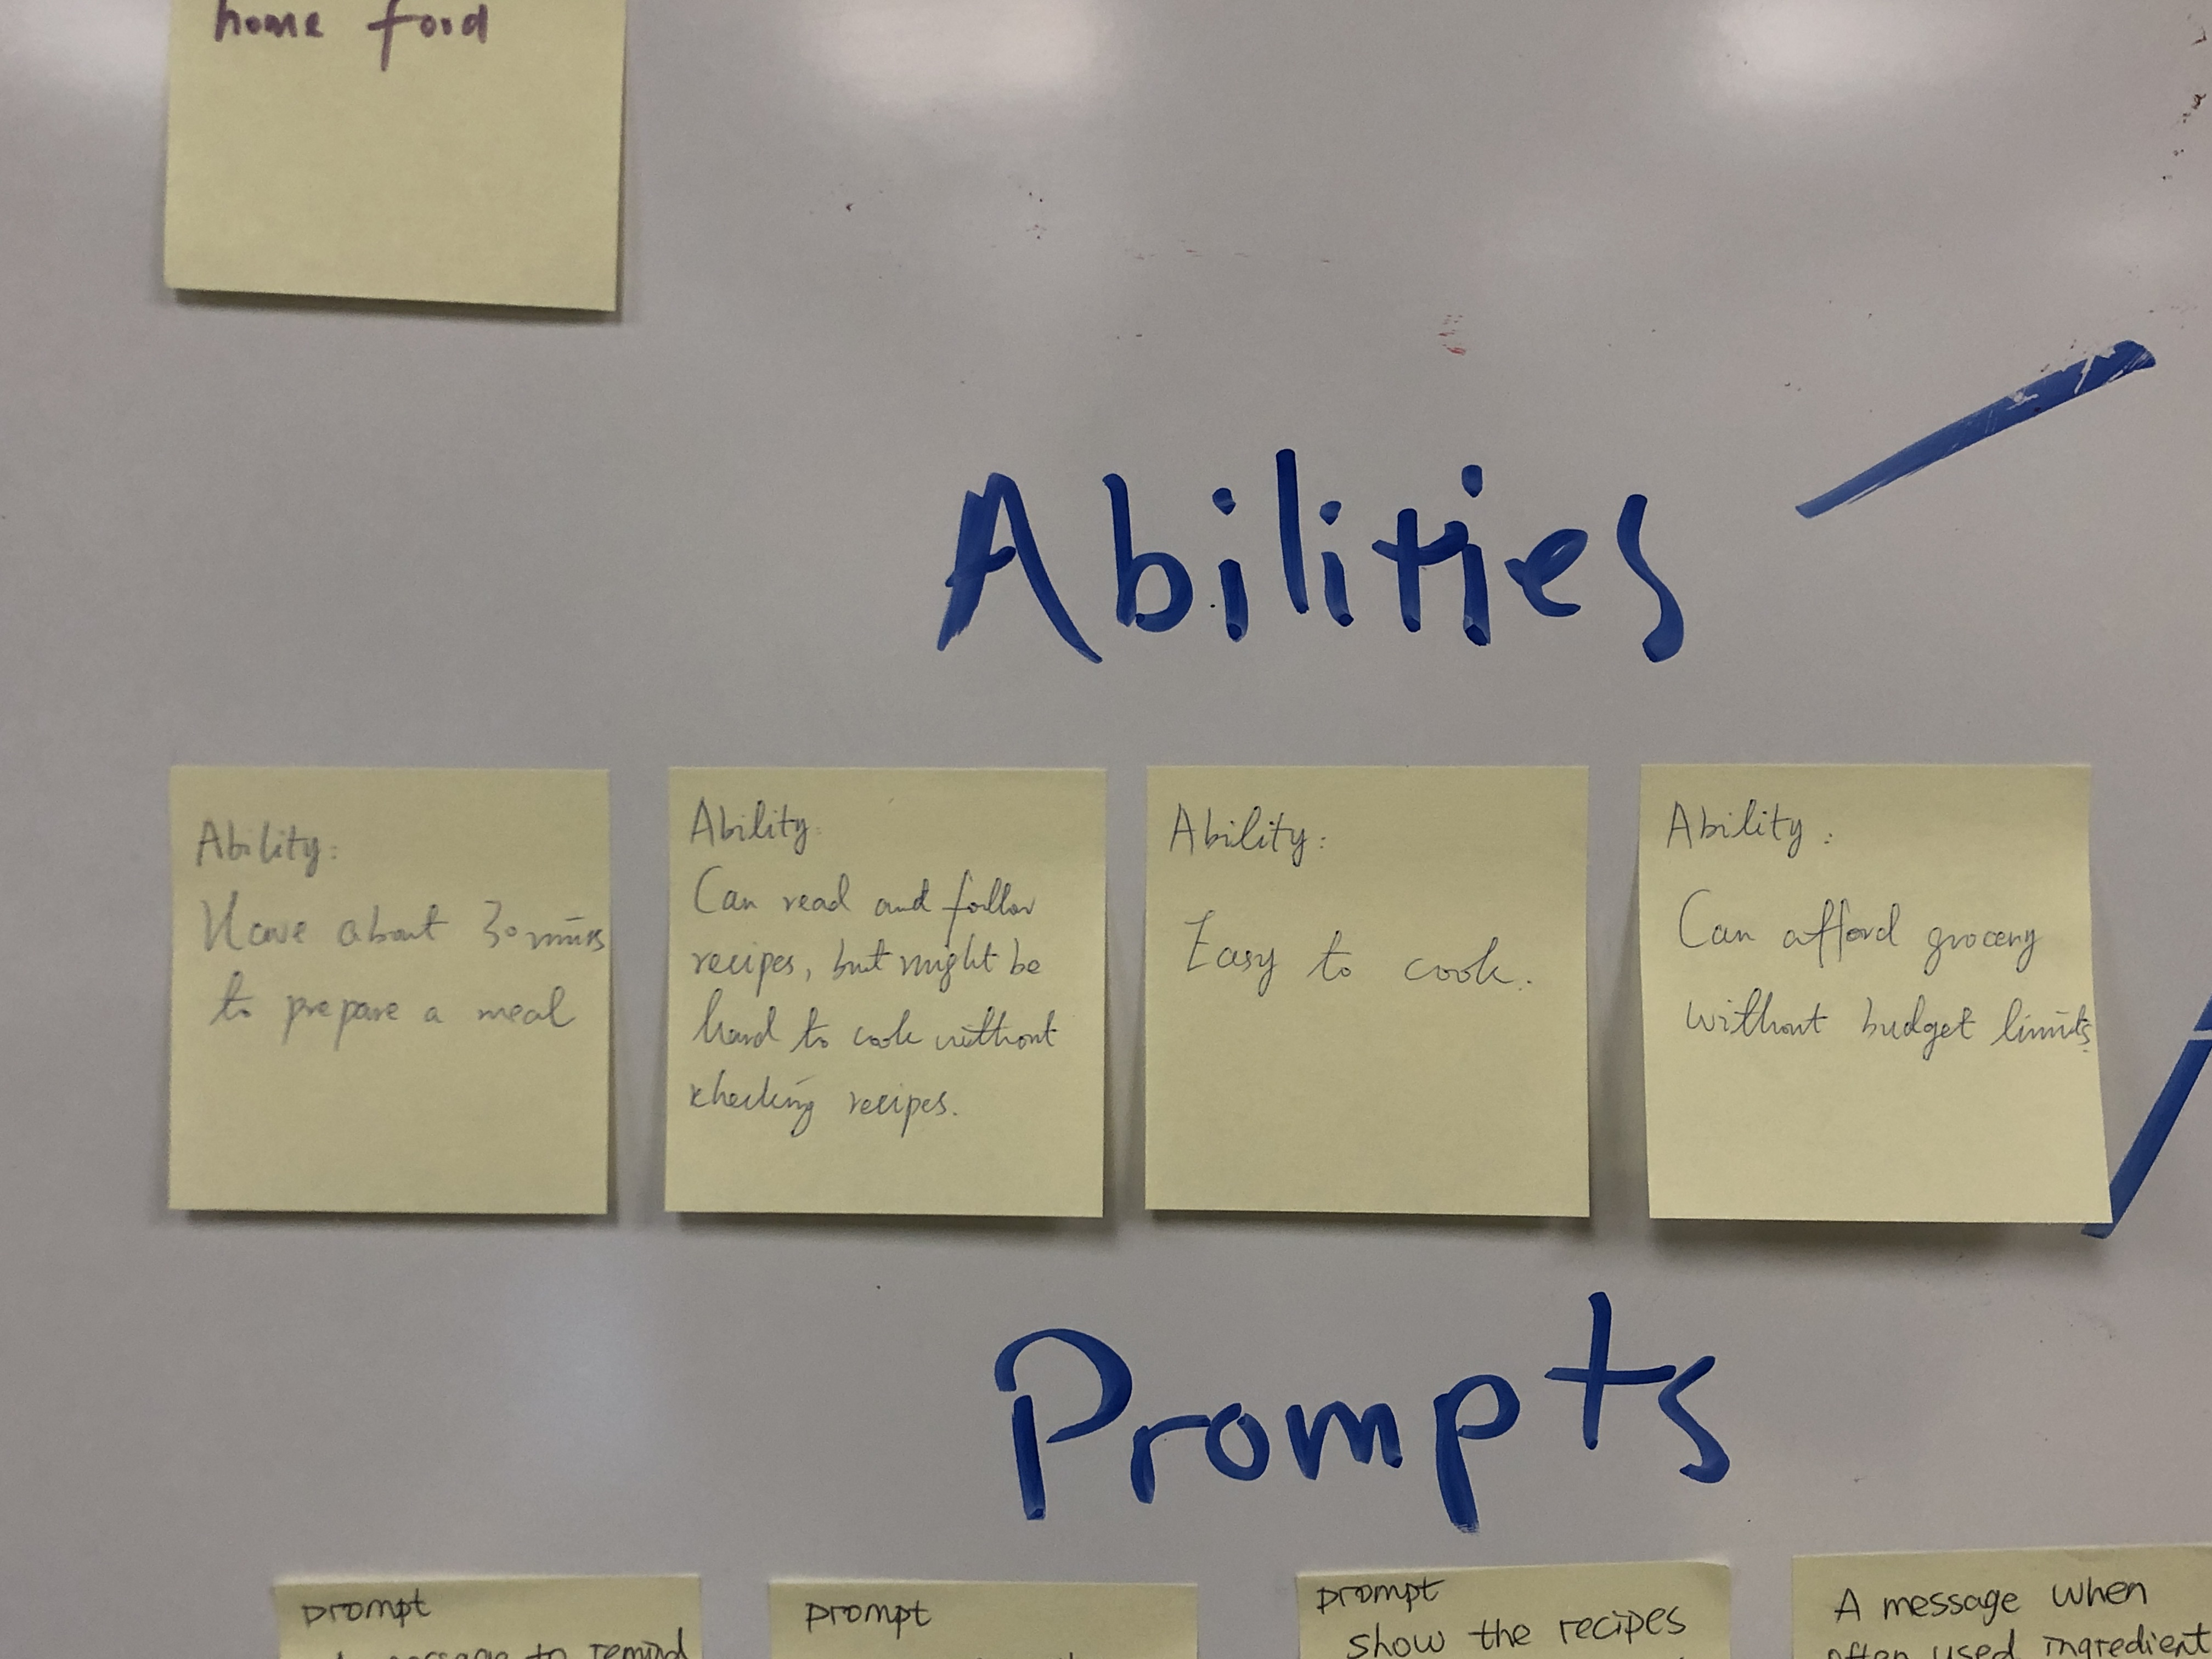 home food
Abilities
Ability:
Have about 30 mins
to prepare a meal
Ability:
Can read and follow
recipes, but might be
hard to cook without
checking recipes.
Ability:
Easy to cook.
Ability:
Can afford grocery
without budget limits.
Prompts
prompt
message to remind
prompt
prompt
show the recipes
A message when
often used ingredient